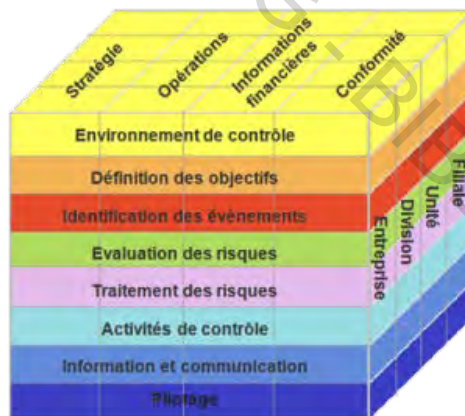 Stratégie
Opérations
Informations
financières
Conformité
Environnement de contrôle
Définition des objectifs
Identification des évènements
Evaluation des risques
Traitement des risques
Activités de contrôle
Information et communication
Pilotage
Entreprise
Division
Unité
Filiale